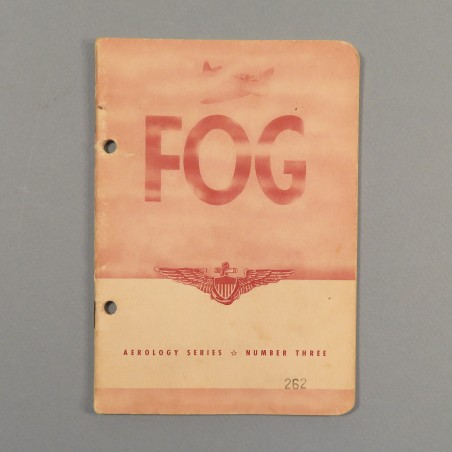 FOG
AEROLOGY SERIES ☆ NUMBER THREE
262